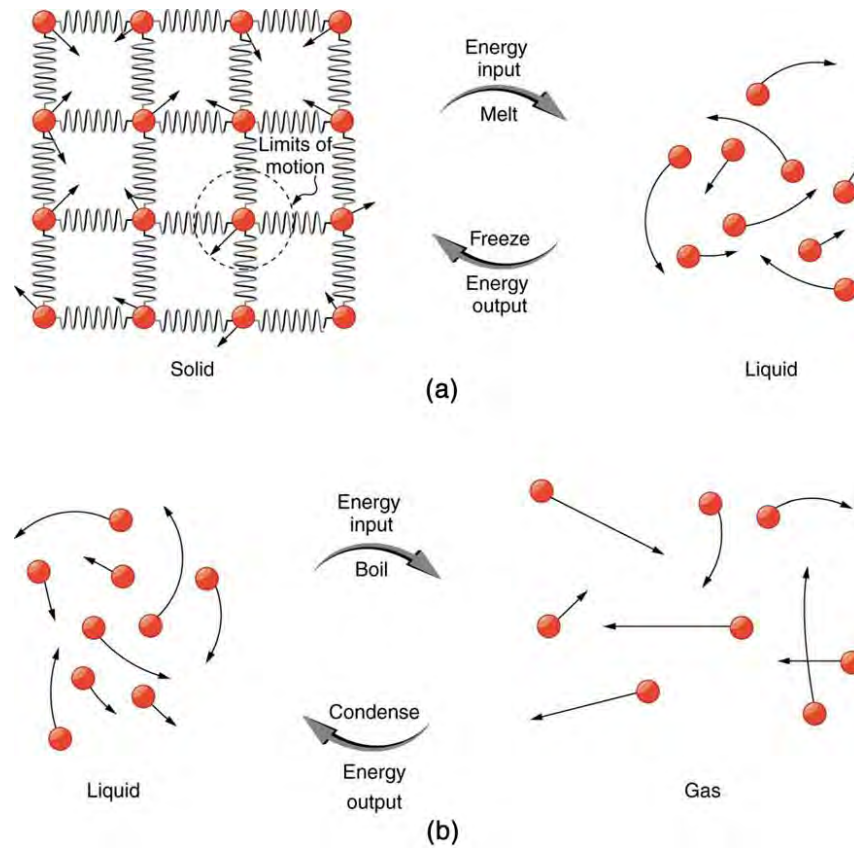 Energy
input
Melt
Limits of
motion
Freeze
Energy
output
Solid
Liquid
(a)
Energy
input
Boil
Condense
Energy
output
Liquid
Gas
(b)